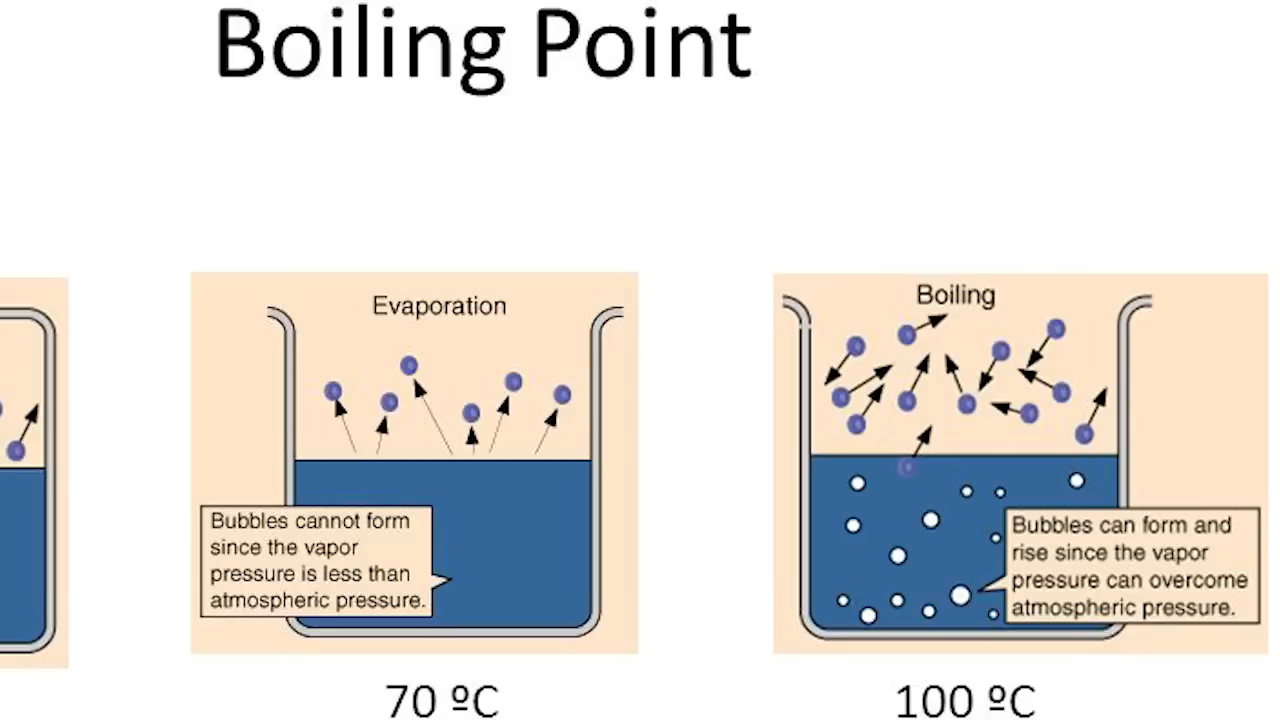 Boiling Point
Evaporation
Bubbles cannot form
since the vapor
pressure is less than
atmospheric pressure.
70 ºC
Boiling
Bubbles can form and
rise since the vapor
pressure can overcome
atmospheric pressure.
100 ºC